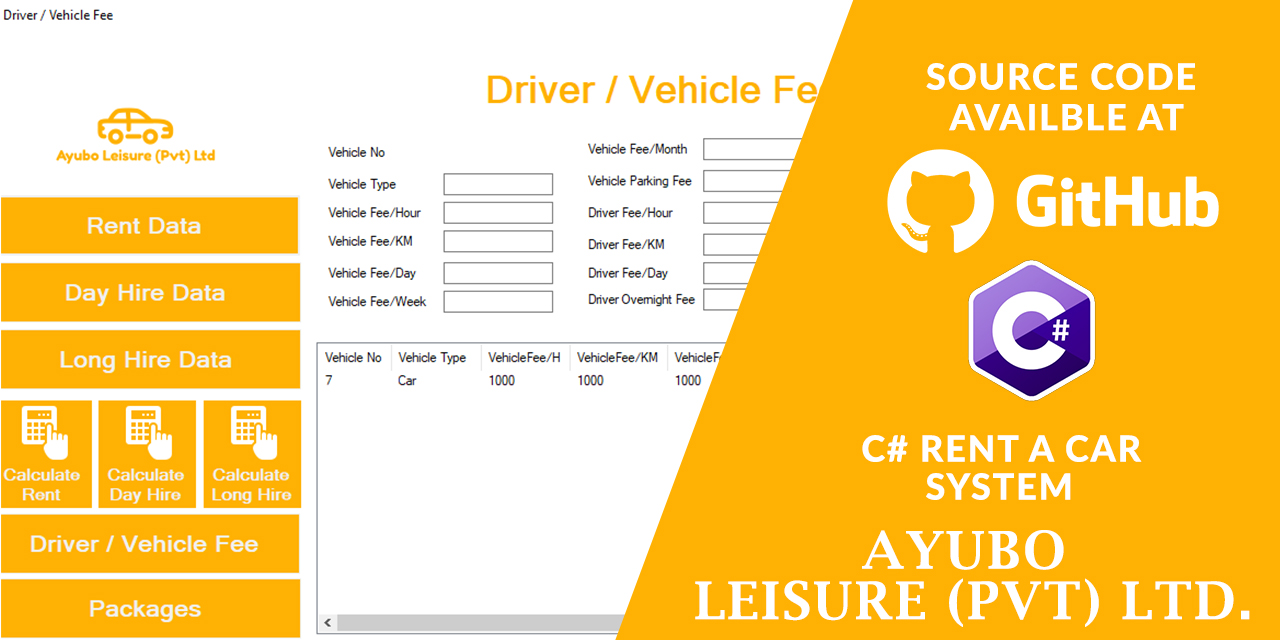 Driver / Vehicle Fee
Ayubo Leisure (Pvt) Ltd
Rent Data
Day Hire Data
Long Hire Data
Calculate
Rent
Calculate
Day Hire
Calculate
Long Hire
Driver / Vehicle Fee
Packages
Driver / Vehicle Fe
Vehicle No
Vehicle Type
Vehicle Fee/Hour
Vehicle Fee/KM
Vehicle Fee/Day
Vehicle Fee/Week
Vehicle Fee/Month
Vehicle Parking Fee
Driver Fee/Hour
Driver Fee/KM
Driver Fee/Day
Driver Overnight Fee
Vehicle No Vehicle Type VehicleFee/H VehicleFee/KM VehicleF
7 Car 1000 1000 1000
SOURCE CODE
AVAILBLE AT
GitHub
C#
C# RENT A CAR
SYSTEM
AYUBO
LEISURE (PVT) LTD.